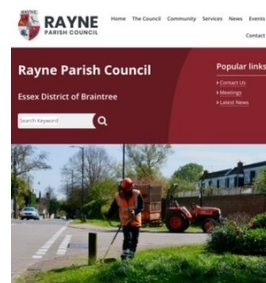 RAYNE
PARISH COUNCIL
Home The Council Community Services News Events
Contact
Rayne Parish Council
Essex District of Braintree
Search Keyword
Popular links
Contact Us
Meetings
Latest News